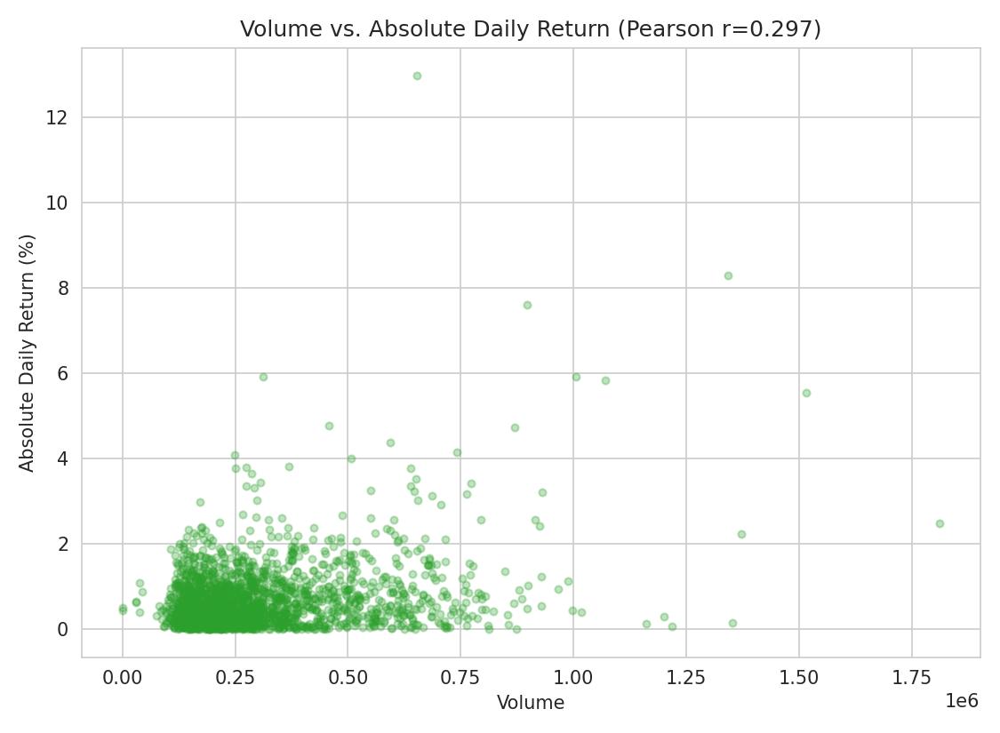 Volume vs. Absolute Daily Return (Pearson r=0.297)
Absolute Daily Return (%)
12
10
8
6
4
2
0
0.00 0.25 0.50 0.75 1.00 1.25 1.50 1.75
1e6
Volume